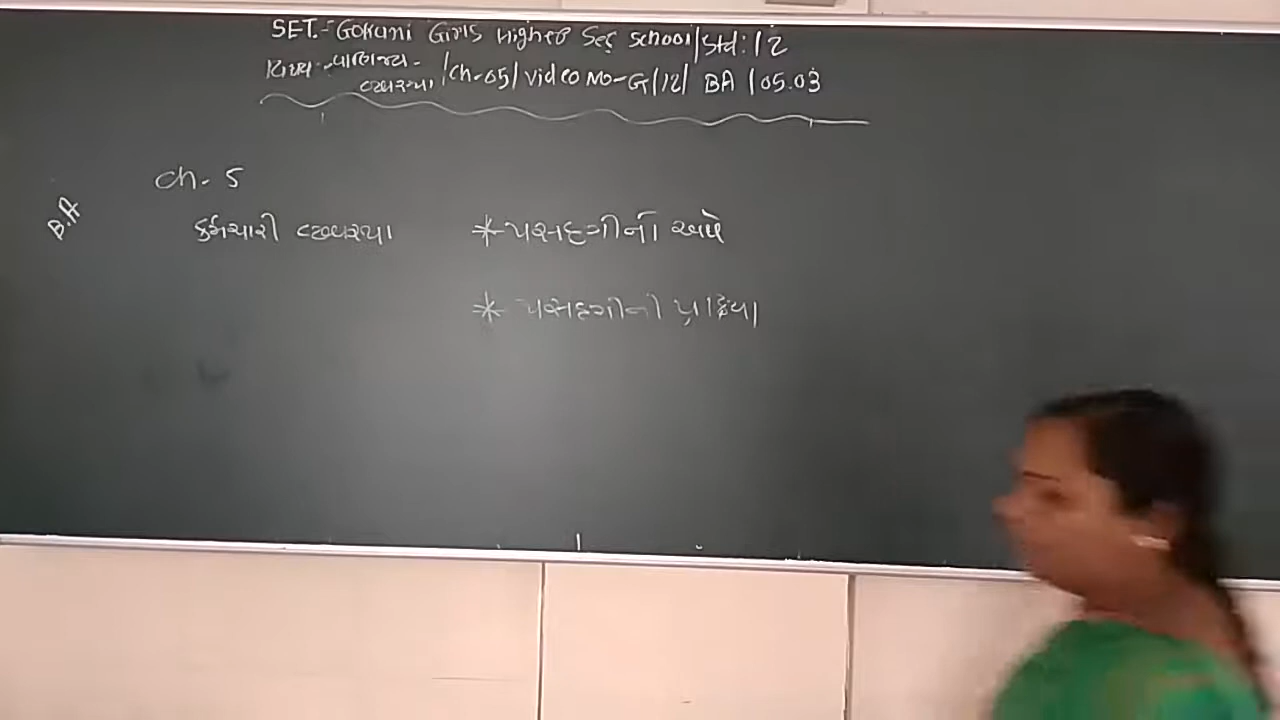 SET.- Gokani Girls Higher Sec School/Std:12
વિષય - વાણિજ્ય -
વ્યવસ્થા /Ch-05/ Video No-G/12/ BA /05.03
B.A
Ch- 5
કર્મચારી વ્યવસ્થા *પસંદગીનો અર્થ
* પસંદગીની પ્રક્રિયા